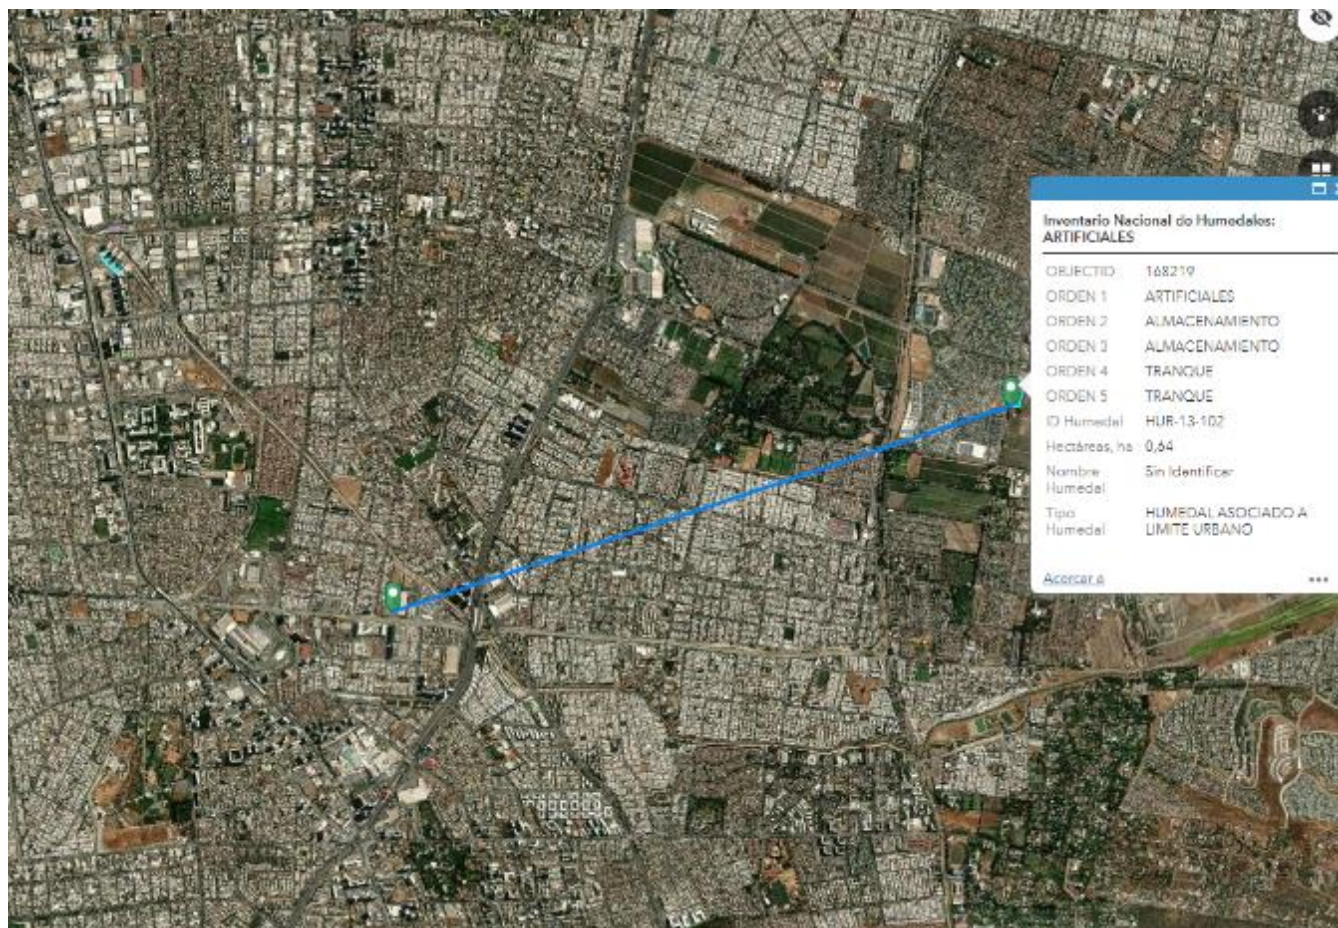 Inventario Nacional de Humedales:
ARTIFICIALES
OBJECTID 168219
ORDEN 1 ARTIFICIALES
ORDEN 2 ALMACENAMIENTO
ORDEN 3 ALMACENAMIENTO
ORDEN 4 TRANQUE
ORDEN 5 TRANQUE
ID Humedal HUR-13-102
Hectáreas, ha 0,64
Nombre Sin Identificar
Humedal
Tipo HUMEDAL ASOCIADO A
Humedal LIMITE URBANO
Acercar a